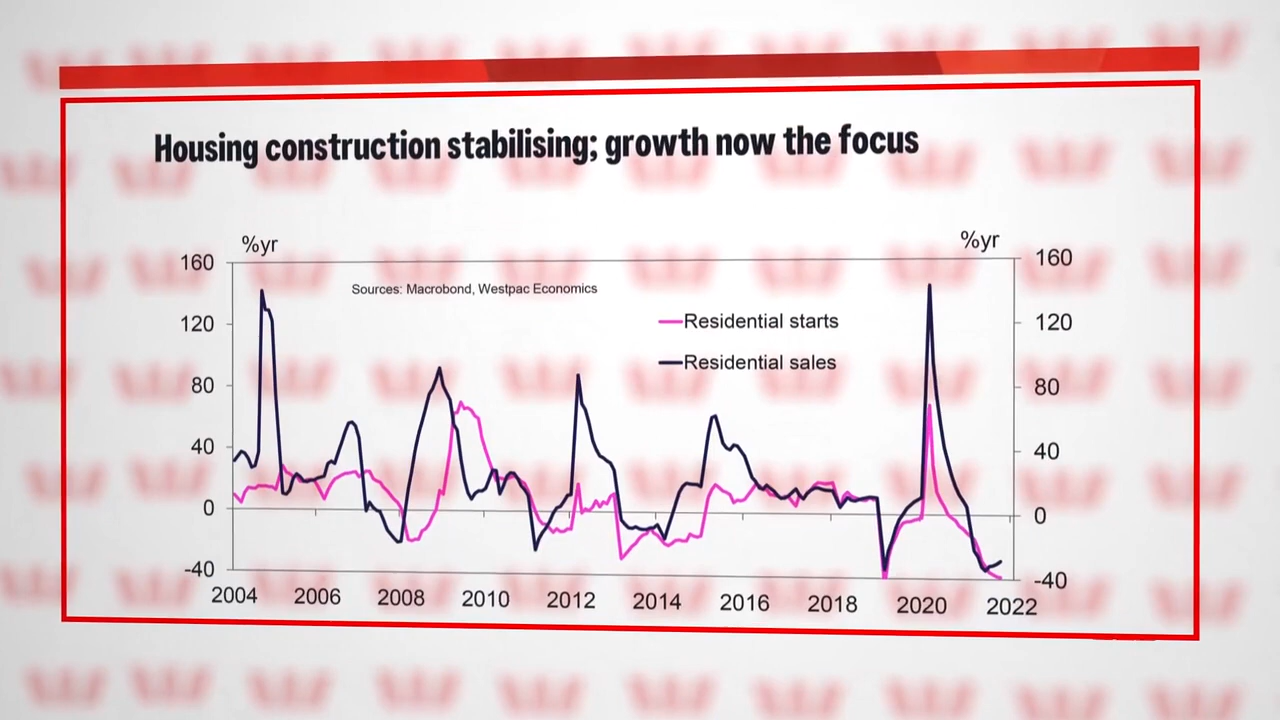 Housing construction stabilising; growth now the focus
%yr %yr
160 160
Sources: Macrobond, Westpac Economics
120 Residential starts 120
Residential sales
80 80
40 40
0 0
-40 -40
2004 2006 2008 2010 2012 2014 2016 2018 2020 2022